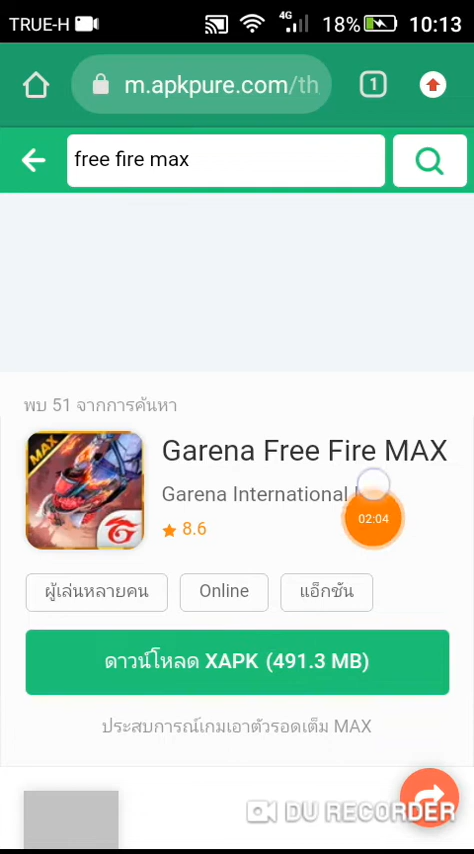 TRUE-H 4G 18% 10:13
m.apkpure.com/th 1
free fire max
พบ 51 จากการค้นหา
MAX
Garena Free Fire MAX
Garena International
02:04
8.6
ผู้เล่นหลายคน Online แอ็กชัน
ดาวน์โหลด XAPK (491.3 MB)
ประสบการณ์เกมเอาตัวรอดเต็ม MAX
DU RECORDER